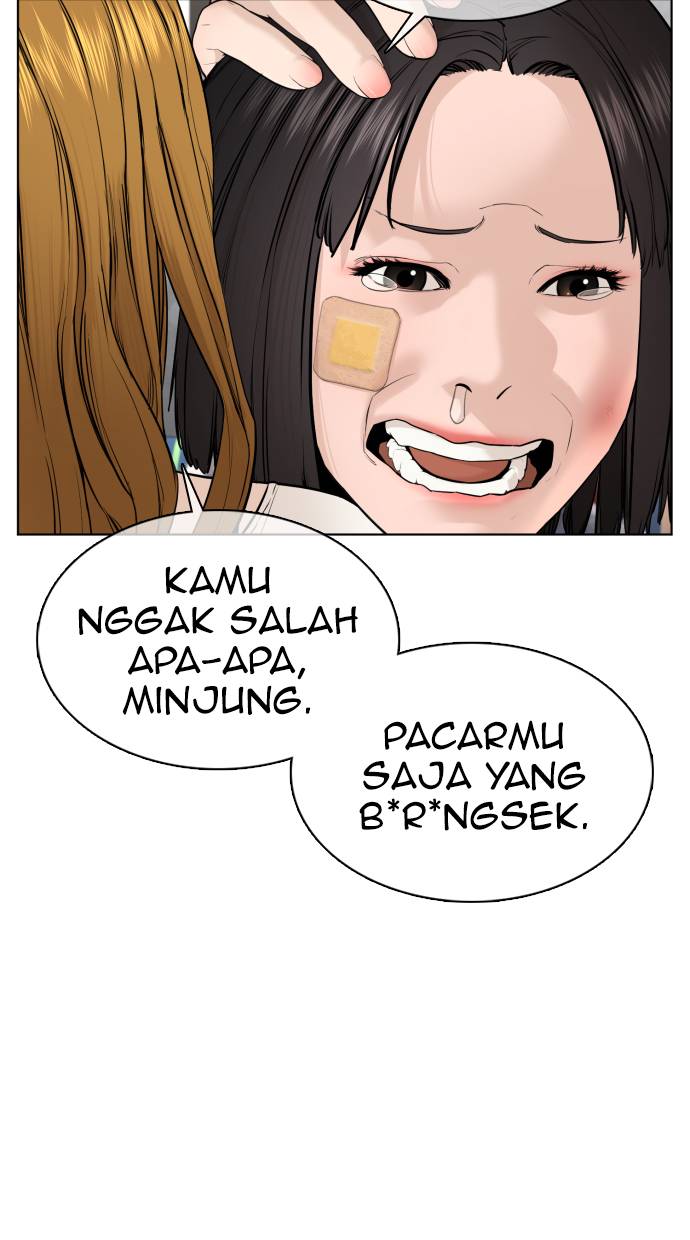 KAMU
NGGAK SALAH
APA-APA,
MINJUNG.
PACARMU
SAJA YANG
B*R*NGSEK.